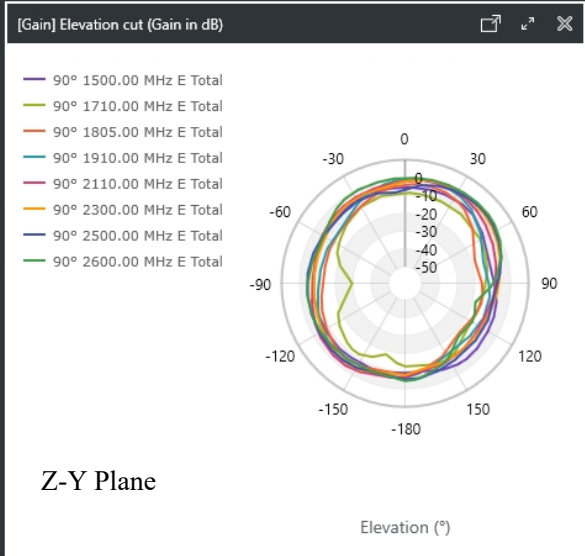 [Gain] Elevation cut (Gain in dB)
90° 1500.00 MHz E Total
90° 1710.00 MHz E Total
90° 1805.00 MHz E Total
90° 1910.00 MHz E Total
90° 2110.00 MHz E Total
90° 2300.00 MHz E Total
90° 2500.00 MHz E Total
90° 2600.00 MHz E Total
0
-30
30
0
-10
-20
-30
-40
-50
-60
60
-90
90
-120
120
-150
150
-180
Z-Y Plane
Elevation (°)